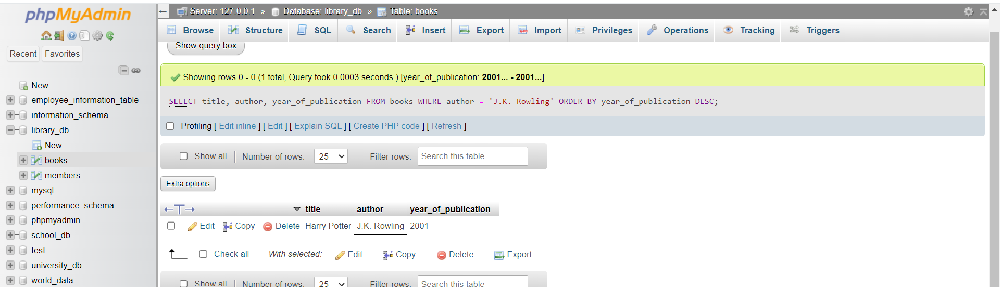 phpMyAdmin
Recent Favorites
New
employee_information_table
information_schema
library_db
New
books
members
mysql
performance_schema
phpmyadmin
school_db
test
university_db
world_data
Server: 127.0.0.1 » Database: library_db » Table: books
Browse Structure SQL Search Insert Export Import Privileges Operations Tracking Triggers
Show query box
Showing rows 0 - 0 (1 total, Query took 0.0003 seconds.) [year_of_publication: 2001... - 2001...]
SELECT title, author, year_of_publication FROM books WHERE author = 'J.K. Rowling' ORDER BY year_of_publication DESC;
Profiling [ Edit inline ] [ Edit ] [ Explain SQL ] [ Create PHP code ] [ Refresh ]
Show all Number of rows: 25 Filter rows: Search this table
Extra options
←T→ title author year_of_publication
Edit Copy Delete Harry Potter J.K. Rowling 2001
Check all With selected: Edit Copy Delete Export
Show all Number of rows: 25 Filter rows: Search this table